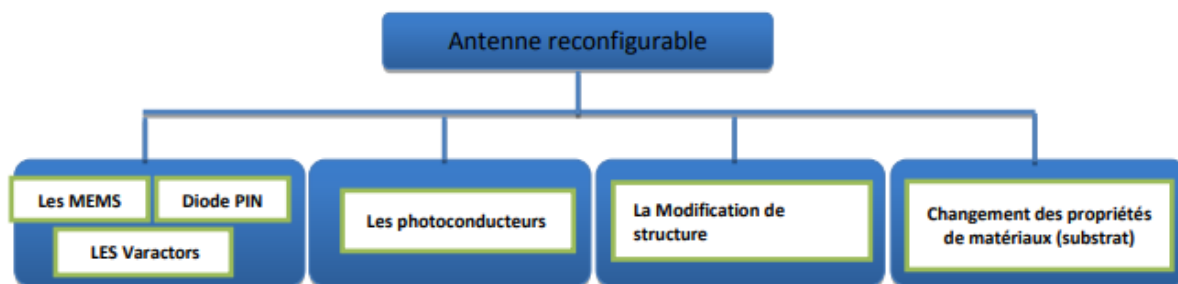 Antenne reconfigurable
Les MEMS
Diode PIN
LES Varactors
Les photoconducteurs
La Modification de
structure
Changement des propriétés
de matériaux (substrat)